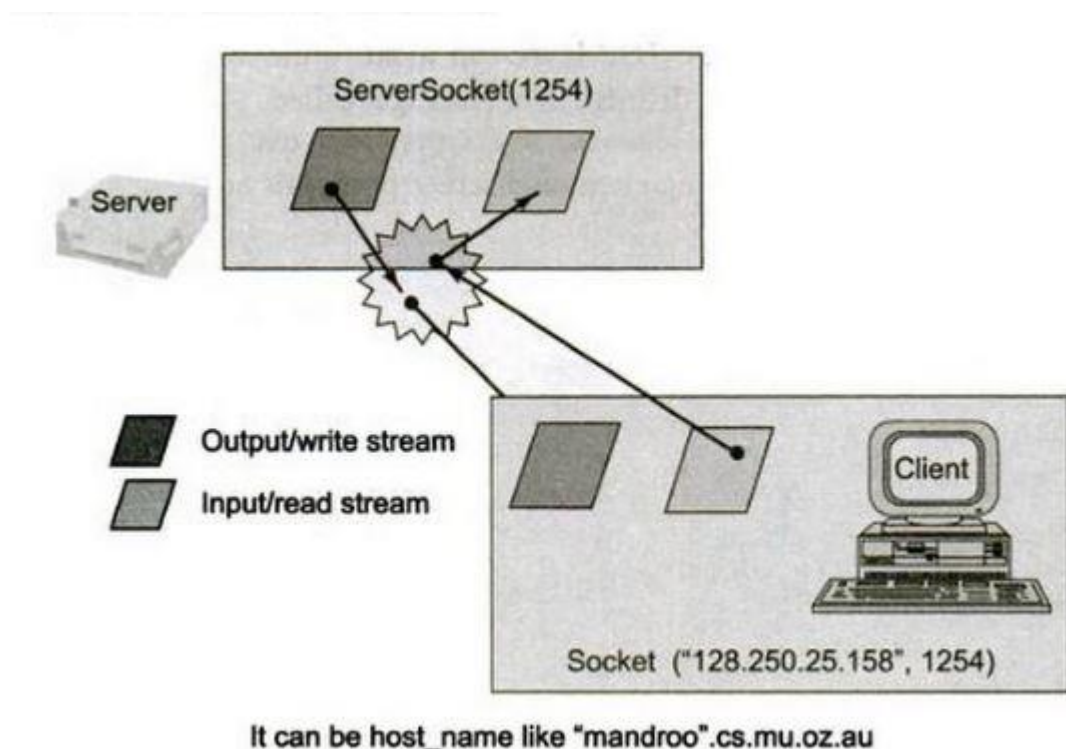 ServerSocket(1254)
Server
Output/write stream
Input/read stream
Client
Socket ("128.250.25.158", 1254)
It can be host_name like "mandroo".cs.mu.oz.au